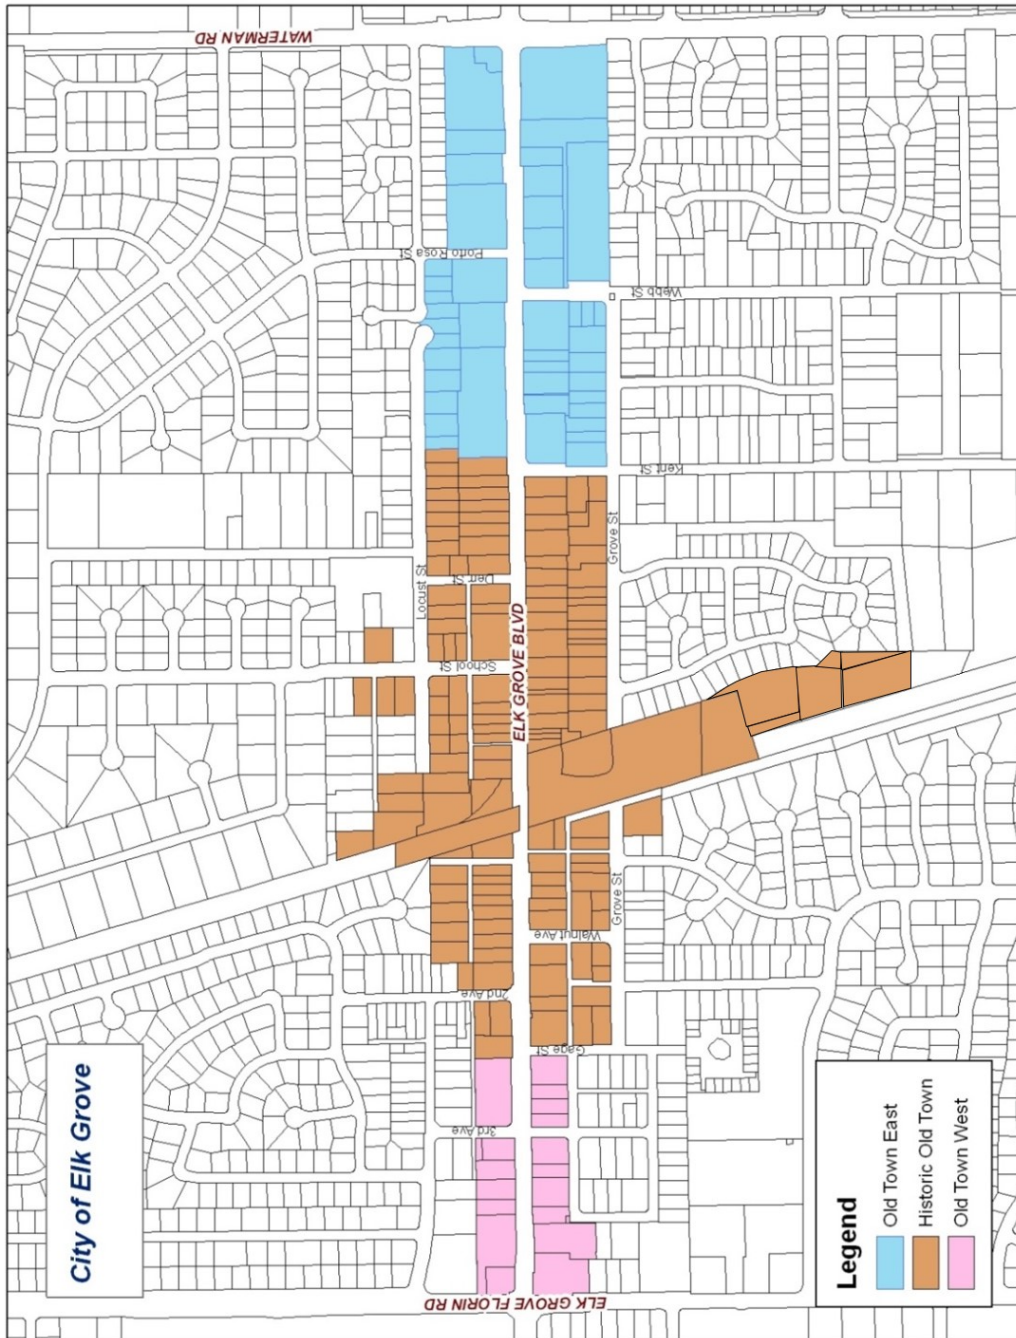 City of Elk Grove
WATERMAN RD
Porto Rosa St
Webb St
Kent St
Grove St
Locust St
Derr St
School St
ELK GROVE BLVD
Grove St
Walnut Ave
2nd Ave
Gage St
3rd Ave
ELK GROVE FLORIN RD
Legend
Old Town East
Historic Old Town
Old Town West